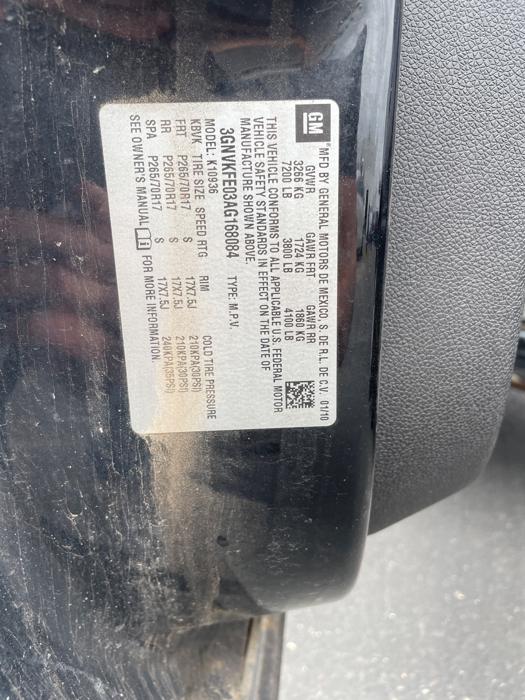 GM
MFD BY GENERAL MOTORS DE MEXICO, S. DE R.L. DE C.V. 01/10
GVWR GAWR FRT GAWR RR
3266 KG 1724 KG 1860 KG
7200 LB 3800 LB 4100 LB
THIS VEHICLE CONFORMS TO ALL APPLICABLE U.S. FEDERAL MOTOR
VEHICLE SAFETY STANDARDS IN EFFECT ON THE DATE OF
MANUFACTURE SHOWN ABOVE.
3GNVKFE03AG168084 TYPE: M.P.V.
MODEL: K10936
KBVK TIRE SIZE SPEED RTG RIM COLD TIRE PRESSURE
FRT P265/70R17 S 17X7.5J 210KPA(30PSI)
RR P265/70R17 S 17X7.5J 210KPA(30PSI)
SPA P265/70R17 S 17X7.5J 240KPA(35PSI)
SEE OWNER'S MANUAL FOR MORE INFORMATION.